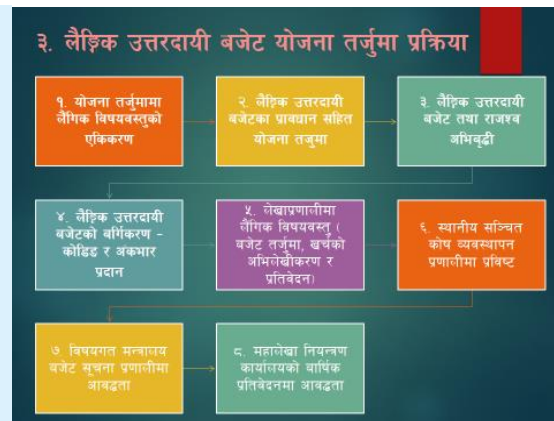 ३. लैङ्गिक उत्तरदायी बजेट योजना तर्जुमा प्रक्रिया
१. योजना तर्जुमामा
लैंगिक विषयवस्तुको
एकिकरण
२. लैङ्गिक उत्तरदायी
बजेटका प्रावधान सहित
योजना तजुमा
३. लैङ्गिक उत्तरदायी
बजेट तथा राजश्व
अभिबृद्दी
४. लैङ्गिक उत्तरदायी
बजेटको बर्गिकरण -
कोडिङ र अंकभार
प्रदान
५. लेखाप्रणालीमा
लैंगिक विषयवस्तु (
बजेट तर्जुमा, खर्चको
अभिलेखीकरण र
प्रतिवेदन)
६. स्थानीय सञ्चित
कोष व्यवस्थापन
प्रणालीमा प्रविष्ट
७. विषयगत मन्त्रालय
बजेट सूचना प्रणालीमा
आवद्धता
८. महालेखा नियन्त्रण
कार्यालयको बार्षिक
प्रतिवेदनमा आवद्धता